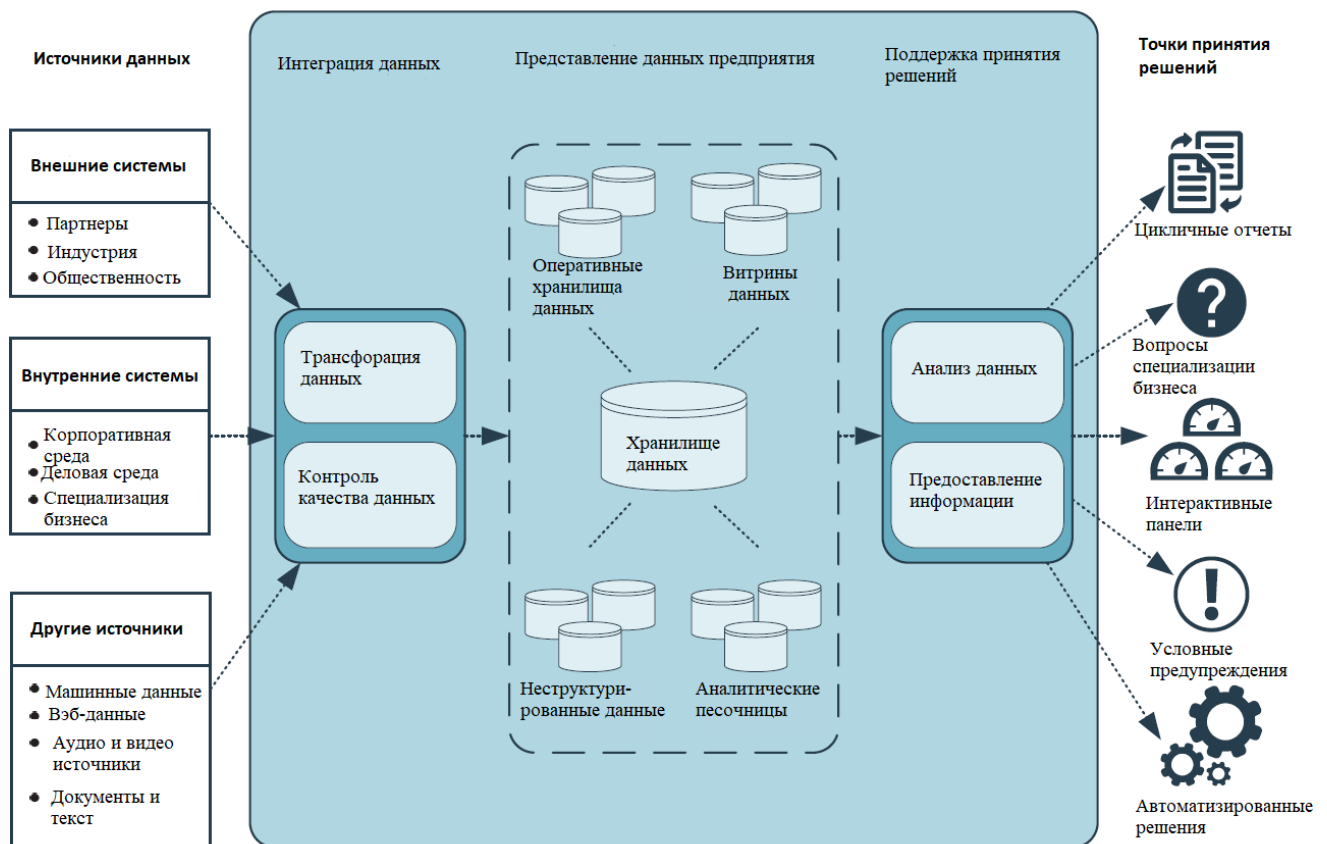 Источники данных
Интеграция данных
Представление данных предприятия
Поддержка принятия
решений
Точки принятия
решений
Внешние системы
Партнеры
Индустрия
Общественность
Внутренние системы
Корпоративная
среда
Деловая среда
Специализация
бизнеса
Другие источники
Машинные данные
Вэб-данные
Аудио и видео
источники
Документы и
текст
Трансфорация
данных
Контроль
качества данных
Оперативные
хранилища
данных
Витрины
данных
Хранилище
данных
Неструктури-
рованные данные
Аналитические
песочницы
Анализ данных
Предоставление
информации
Цикличные отчеты
?
Вопросы
специализации
бизнеса
Интерактивные
панели
!
Условные
предупреждения
Автоматизированные
решения